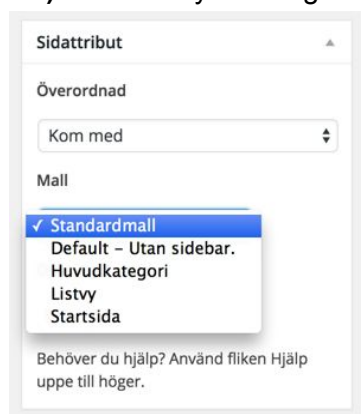 Sidattribut
Överordnad
Kom med
Mall
✓ Standardmall
Default – Utan sidebar.
Huvudkategori
Listvy
Startsida
Behöver du hjälp? Använd fliken Hjälp
uppe till höger.